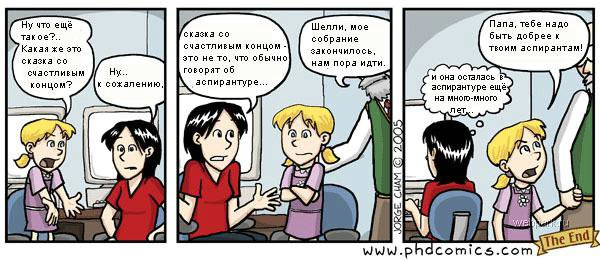 Ну что ещё
такое?..
Какая же это
сказка со
счастливым
концом?
Ну...
к сожалению,
сказка со
счастливым концом -
это не то, что обычно
говорят об
аспирантуре...
Шелли, мое
собрание
закончилось,
нам пора идти.
JORGE CHAM © 2005
и она осталась в
аспирантуре ещё
на много-много
лет...
Папа, тебе надо
быть добрее к
твоим аспирантам!
webpark.ru
www.phdcomics.com
The End